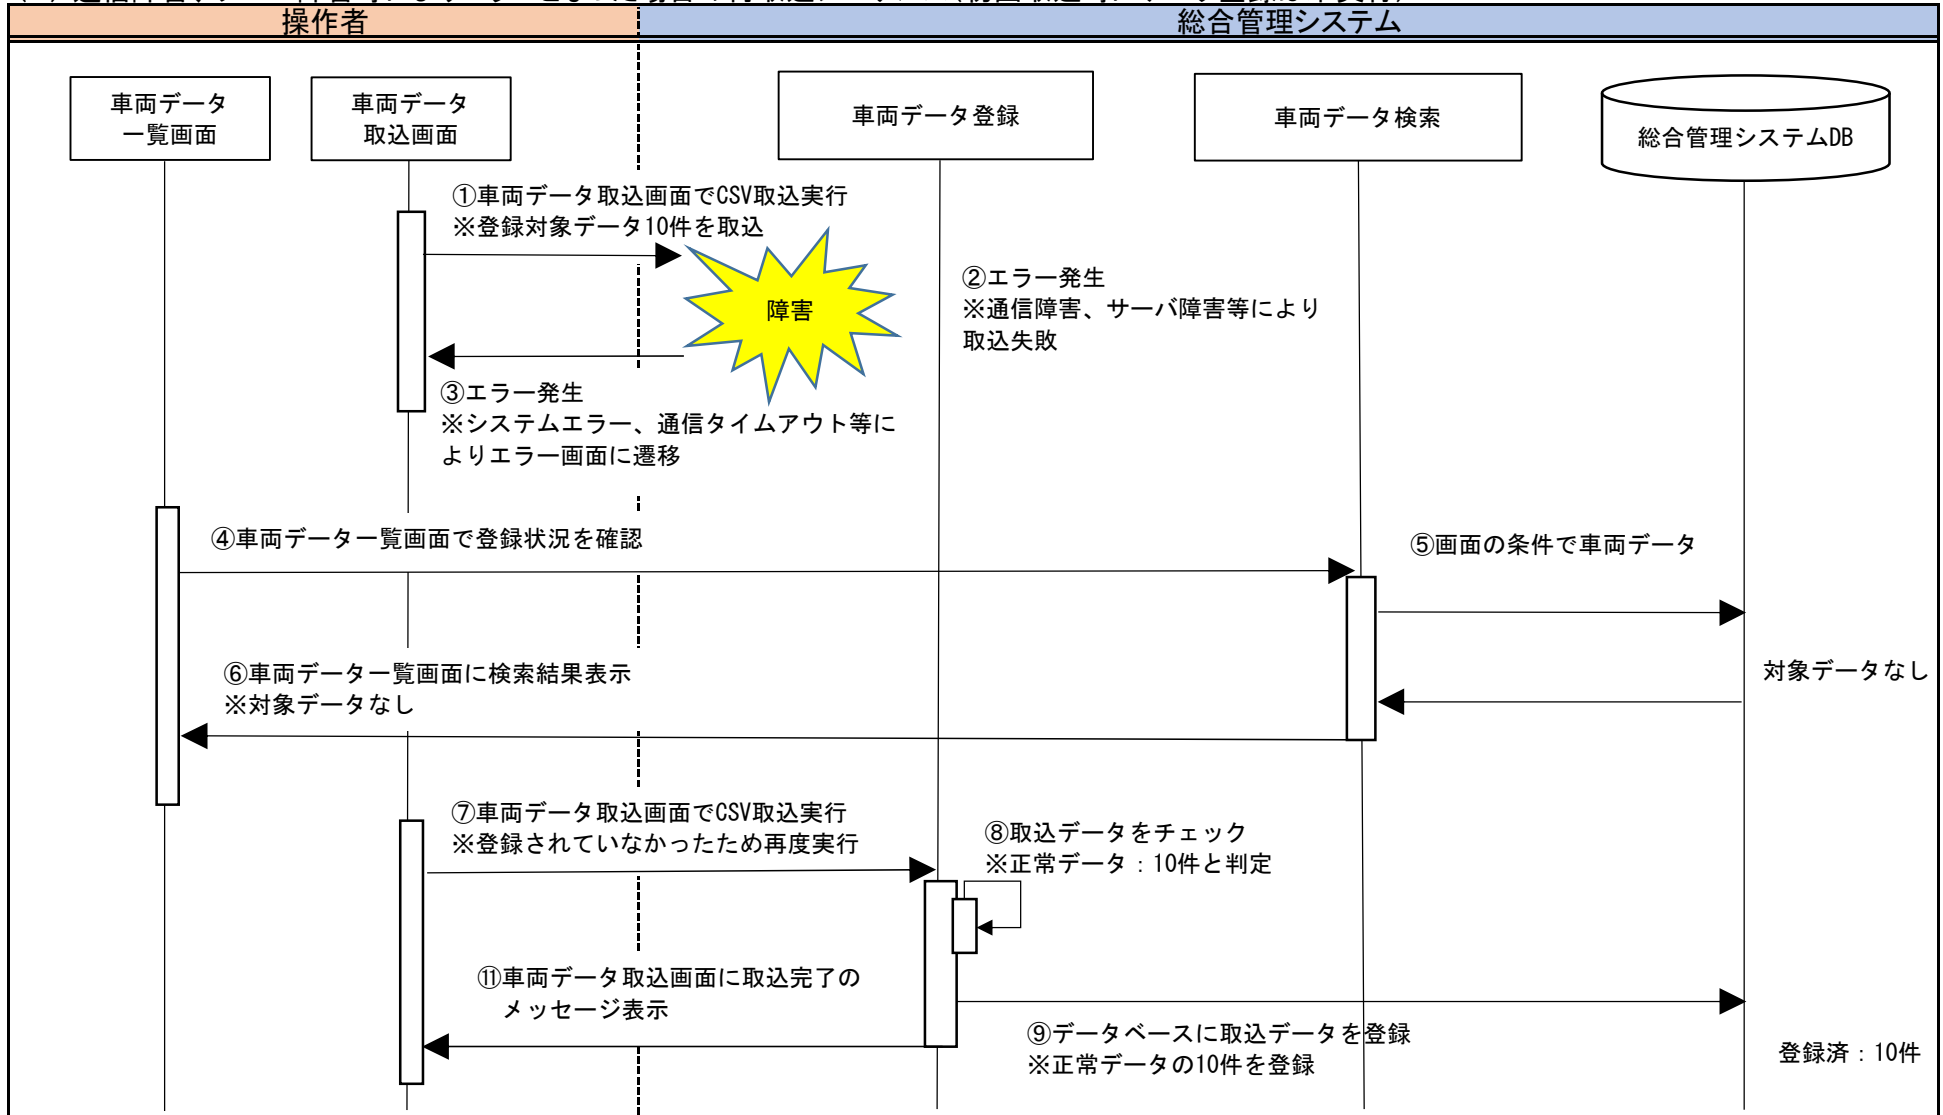 操作者
総合管理システム
車両データ
一覧画面
車両データ
取込画面
車両データ登録
車両データ検索
総合管理システムDB
①車両データ取込画面でCSV取込実行
※登録対象データ10件を取込
障害
②エラー発生
※通信障害、サーバ障害等により
取込失敗
③エラー発生
※システムエラー、通信タイムアウト等に
よりエラー画面に遷移
④車両データ一覧画面で登録状況を確認
⑤画面の条件で車両データ
⑥車両データ一覧画面に検索結果表示
※対象データなし
対象データなし
⑦車両データ取込画面でCSV取込実行
※登録されていなかったため再度実行
⑧取込データをチェック
※正常データ：10件と判定
⑪車両データ取込画面に取込完了の
メッセージ表示
⑨データベースに取込データを登録
※正常データの10件を登録
登録済：10件